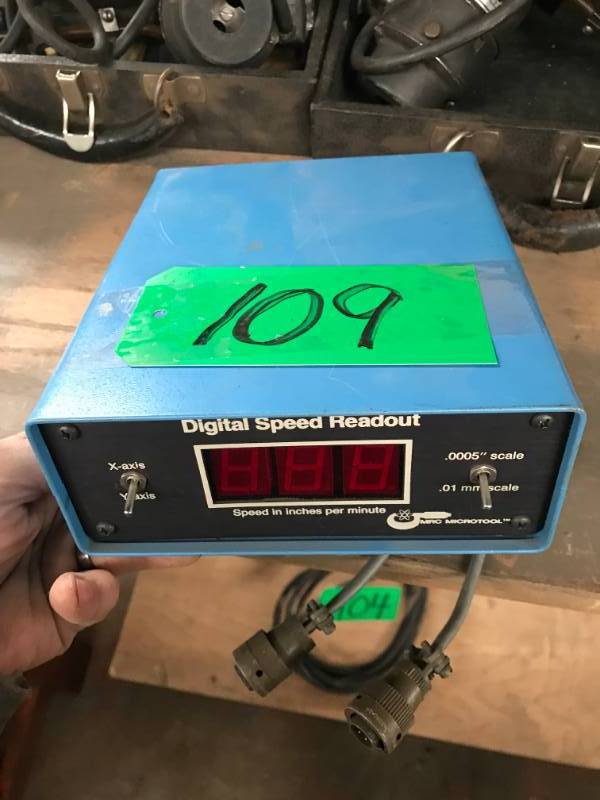 109
Digital Speed Readout
X-axis
Y-axis
.0005" scale
.01 mm scale
Speed in inches per minute
MRC MICROTOOL™
104